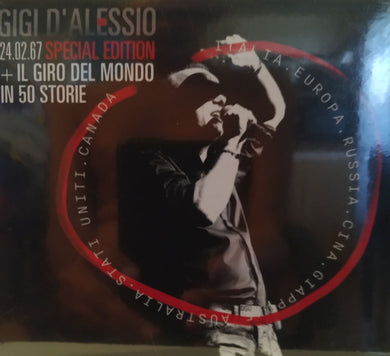 GIGI D'ALESSIO
24.02.67 SPECIAL EDITION
+ IL GIRO DEL MONDO
IN 50 STORIE
...ITALIA.EUROPA.RUSSIA.CINA.GIAPP E AUSTRALIA.STATI UNITI.CANADA